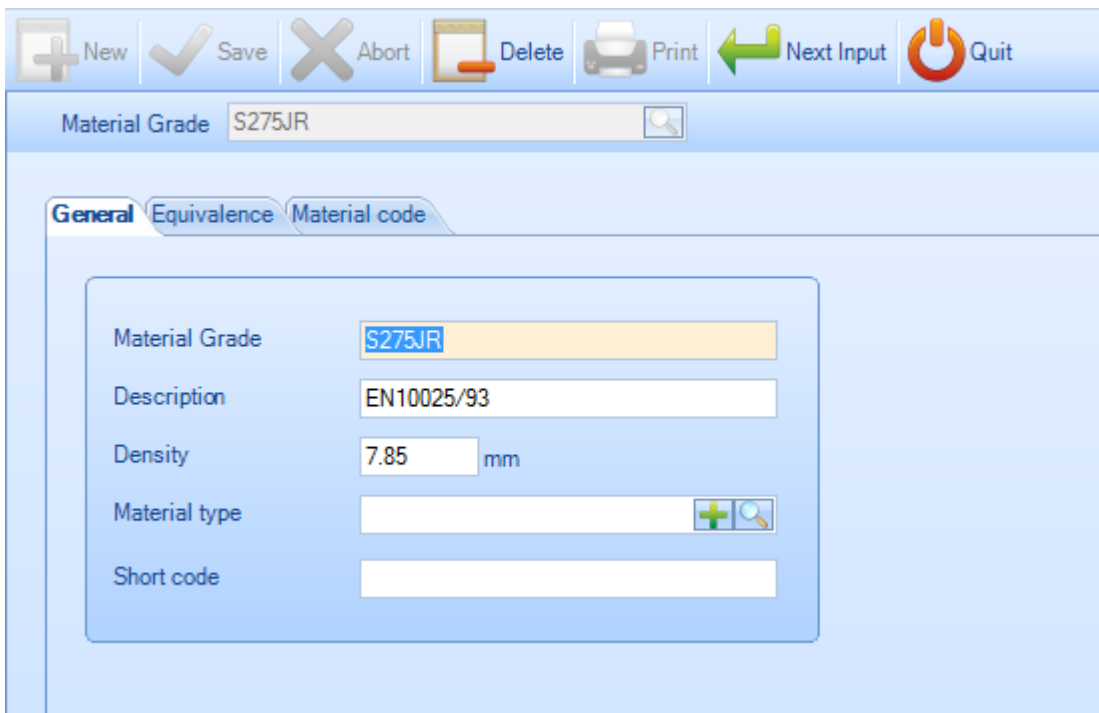 New Save Abort Delete Print Next Input Quit
Material Grade S275JR
General Equivalence Material code
Material Grade S275JR
Description EN10025/93
Density 7.85 mm
Material type
Short code